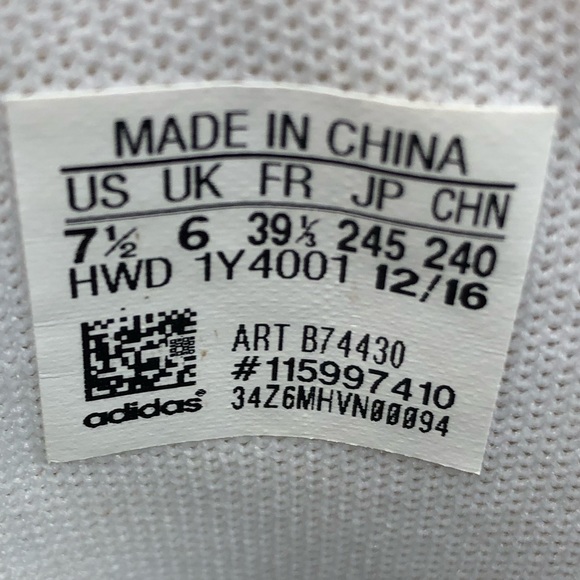 MADE IN CHINA
US UK FR JP CHN
7½ 6 39⅓ 245 240
HWD 1Y4001 12/16
ART B74430
#115997410
adidas® 34Z6MHVN00094